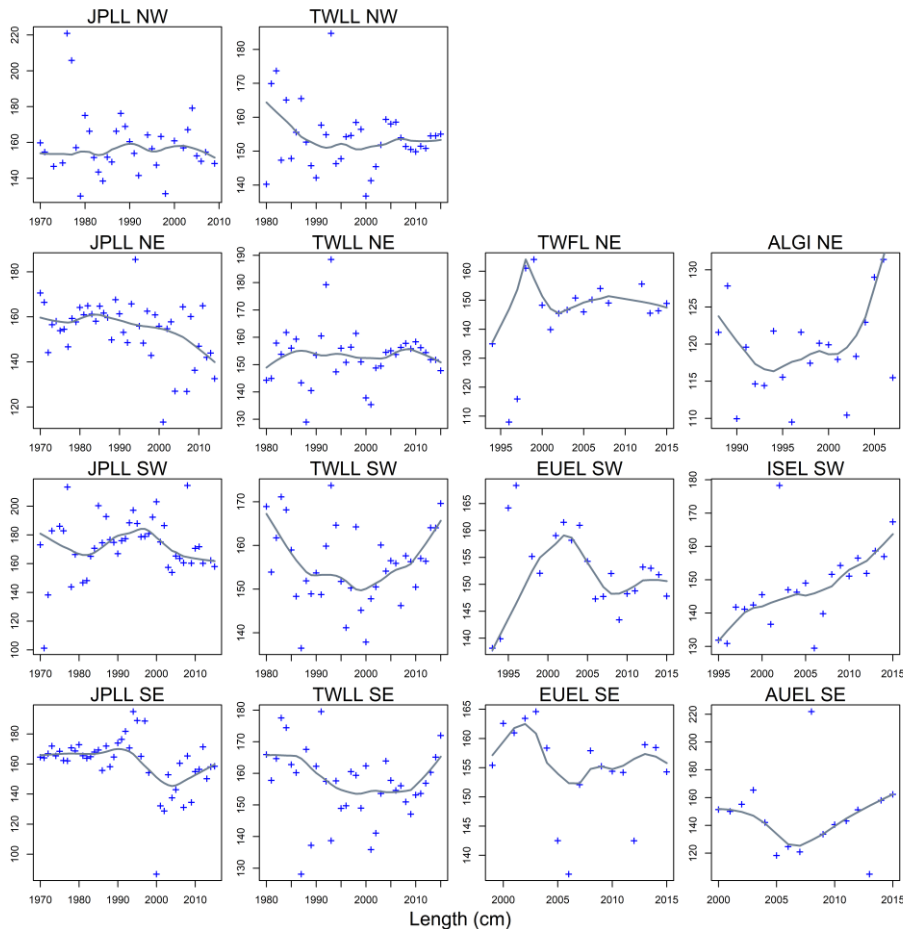 JPLL NW
220
200
180
160
140
1970 1980 1990 2000 2010
TWLL NW
180
170
160
150
140
1980 1990 2000 2010
JPLL NE
180
160
140
120
1970 1980 1990 2000 2010
TWLL NE
190
180
170
160
150
140
130
1980 1990 2000 2010
TWFL NE
160
150
140
130
120
110
1995 2000 2005 2010 2015
ALGI NE
130
125
120
115
110
1990 1995 2000 2005
JPLL SW
200
180
160
140
120
100
1970 1980 1990 2000 2010
TWLL SW
170
160
150
140
1980 1990 2000 2010
EUEL SW
165
160
155
150
145
140
1995 2000 2005 2010 2015
ISEL SW
180
170
160
150
140
130
1995 2000 2005 2010 2015
JPLL SE
180
160
140
120
100
1970 1980 1990 2000 2010
TWLL SE
180
170
160
150
140
130
1980 1990 2000 2010
EUEL SE
165
160
155
150
145
140
2000 2005 2010 2015
AUEL SE
220
200
180
160
140
120
2000 2005 2010 2015
Length (cm)